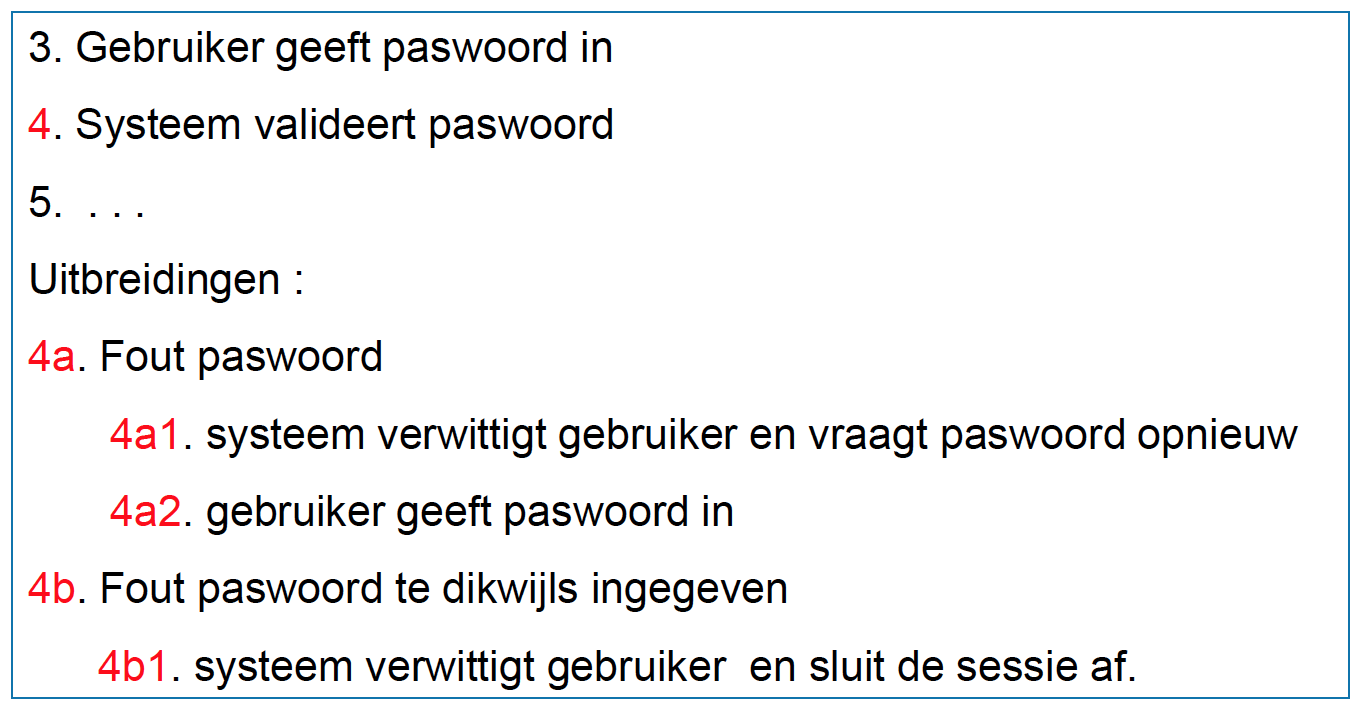 3. Gebruiker geeft paswoord in
4. Systeem valideert paswoord
5.  . . .
Uitbreidingen :
4a. Fout paswoord
4a1. systeem verwittigt gebruiker en vraagt paswoord opnieuw
4a2. gebruiker geeft paswoord in
4b. Fout paswoord te dikwijls ingegeven
4b1. systeem verwittigt gebruiker  en sluit de sessie af.